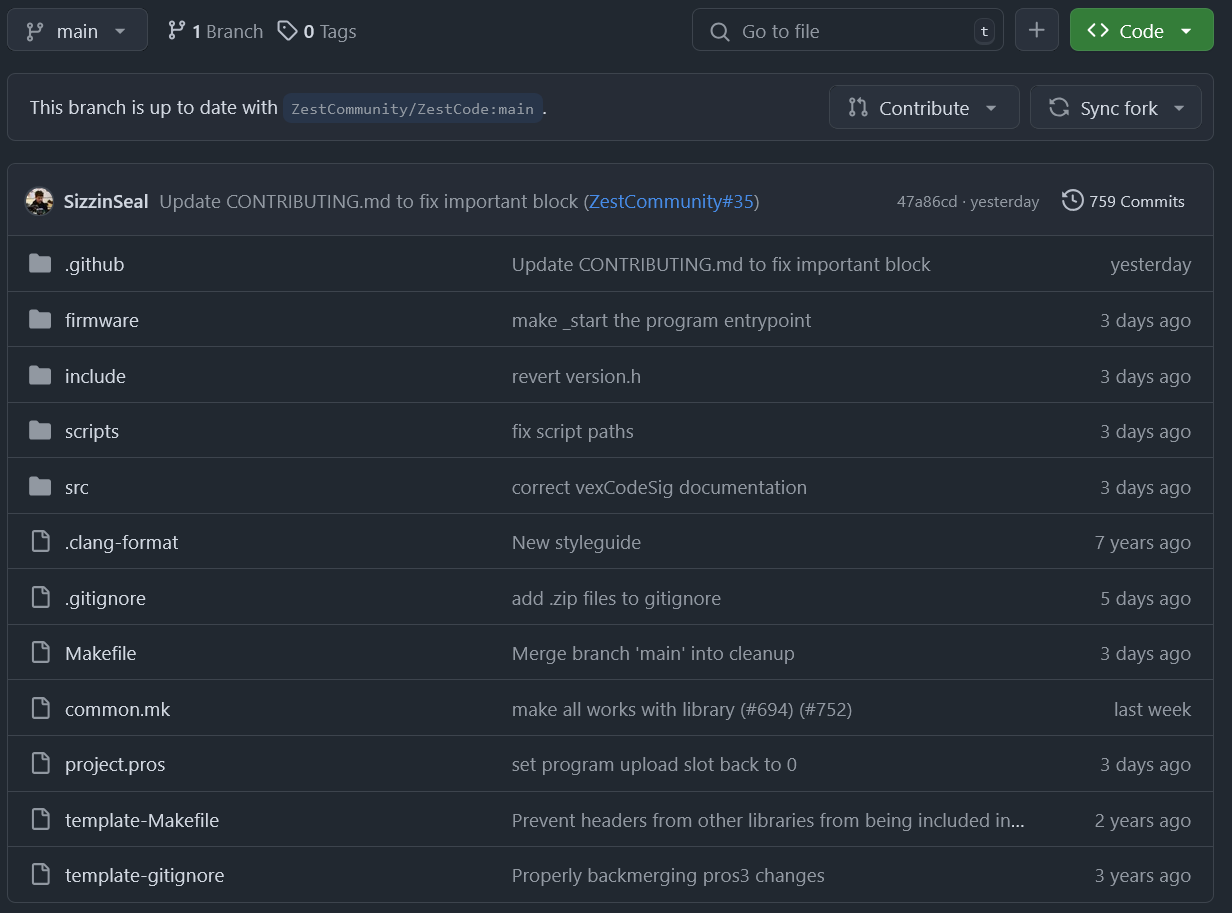 main 1 Branch 0 Tags Go to file t Code
This branch is up to date with ZestCommunity/ZestCode:main. Contribute Sync fork
SizzinSeal Update CONTRIBUTING.md to fix important block (ZestCommunity#35) 47a86cd · yesterday 759 Commits
.github Update CONTRIBUTING.md to fix important block yesterday
firmware make _start the program entrypoint 3 days ago
include revert version.h 3 days ago
scripts fix script paths 3 days ago
src correct vexCodeSig documentation 3 days ago
.clang-format New styleguide 7 years ago
.gitignore add .zip files to gitignore 5 days ago
Makefile Merge branch 'main' into cleanup 3 days ago
common.mk make all works with library (#694) (#752) last week
project.pros set program upload slot back to 0 3 days ago
template-Makefile Prevent headers from other libraries from being included in... 2 years ago
template-gitignore Properly backmerging pros3 changes 3 years ago